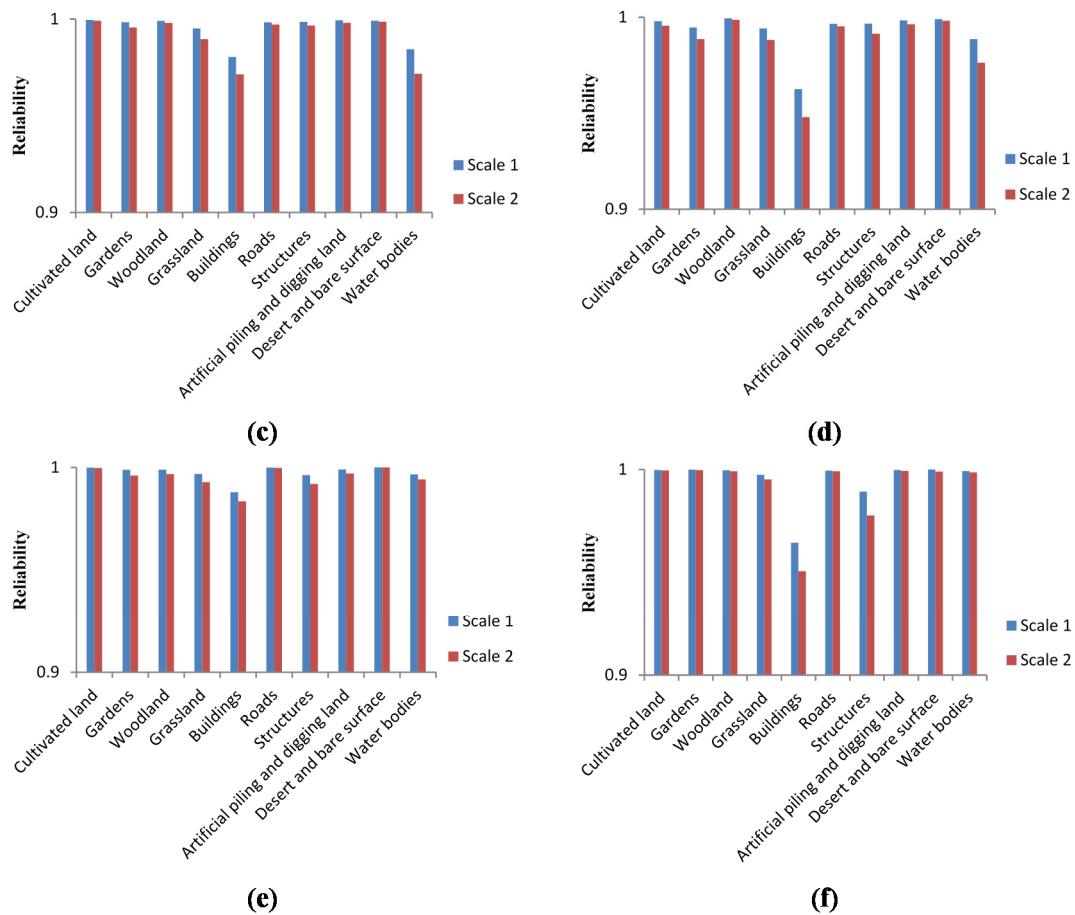 1
0.9
Reliability
Cultivated land
Gardens
Woodland
Grassland
Buildings
Roads
Structures
Artificial piling and digging land
Desert and bare surface
Water bodies
Scale 1
Scale 2
(c)
1
0.9
Reliability
Cultivated land
Gardens
Woodland
Grassland
Buildings
Roads
Structures
Artificial piling and digging land
Desert and bare surface
Water bodies
Scale 1
Scale 2
(d)
1
0.9
Reliability
Cultivated land
Gardens
Woodland
Grassland
Buildings
Roads
Structures
Artificial piling and digging land
Desert and bare surface
Water bodies
Scale 1
Scale 2
(e)
1
0.9
Reliability
Cultivated land
Gardens
Woodland
Grassland
Buildings
Roads
Structures
Artificial piling and digging land
Desert and bare surface
Water bodies
Scale 1
Scale 2
(f)